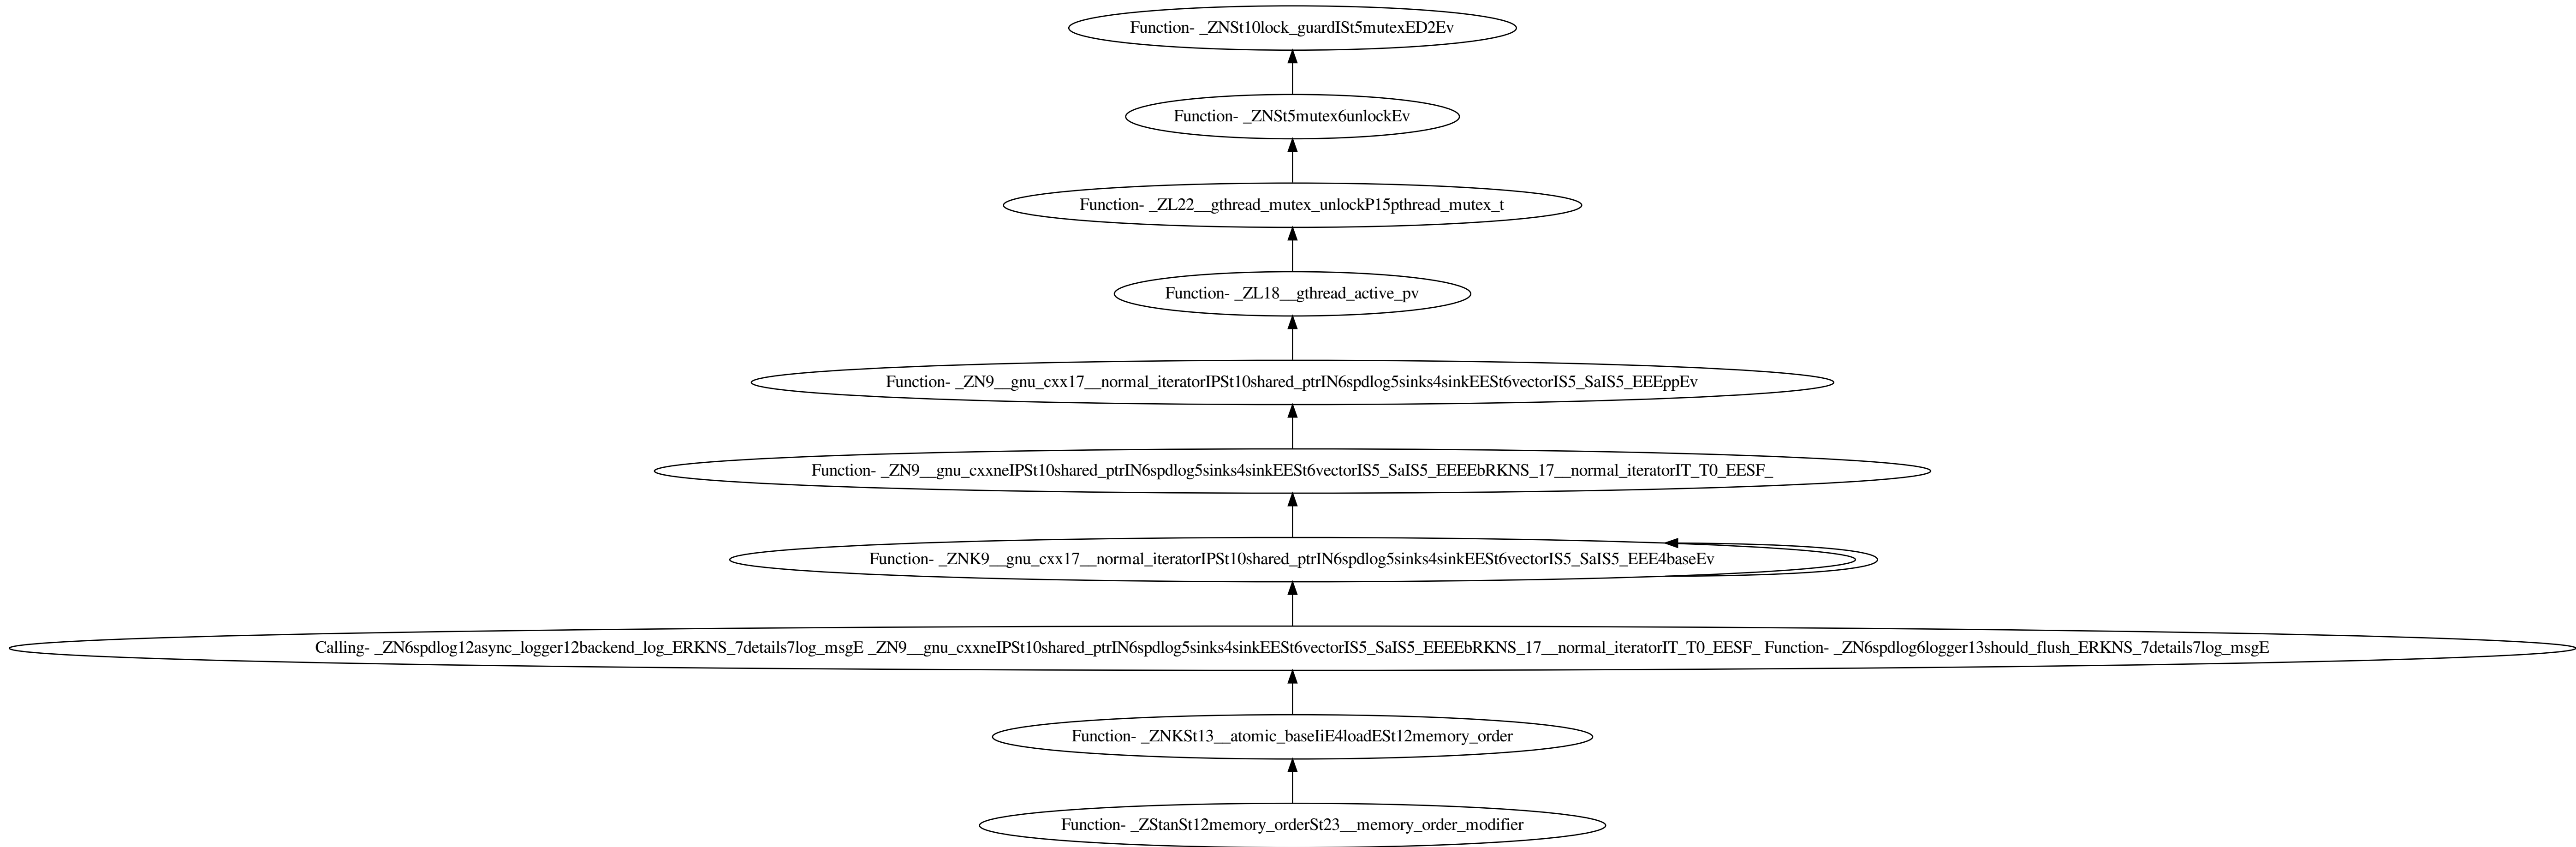 Function- _ZNSt10lock_guardISt5mutexED2Ev
Function- _ZNSt5mutex6unlockEv
Function- _ZL22__gthread_mutex_unlockP15pthread_mutex_t
Function- _ZL18__gthread_active_pv
Function- _ZN9__gnu_cxx17__normal_iteratorIPSt10shared_ptrIN6spdlog5sinks4sinkEESt6vectorIS5_SaIS5_EEEppEv
Function- _ZN9__gnu_cxxneIPSt10shared_ptrIN6spdlog5sinks4sinkEESt6vectorIS5_SaIS5_EEEEbRKNS_17__normal_iteratorIT_T0_EESF_
Function- _ZNK9__gnu_cxx17__normal_iteratorIPSt10shared_ptrIN6spdlog5sinks4sinkEESt6vectorIS5_SaIS5_EEE4baseEv
Calling- _ZN6spdlog12async_logger12backend_log_ERKNS_7details7log_msgE _ZN9__gnu_cxxneIPSt10shared_ptrIN6spdlog5sinks4sinkEESt6vectorIS5_SaIS5_EEEEbRKNS_17__normal_iteratorIT_T0_EESF_ Function- _ZN6spdlog6logger13should_flush_ERKNS_7details7log_msgE
Function- _ZNKSt13__atomic_baseIiE4loadESt12memory_order
Function- _ZStanSt12memory_orderSt23__memory_order_modifier